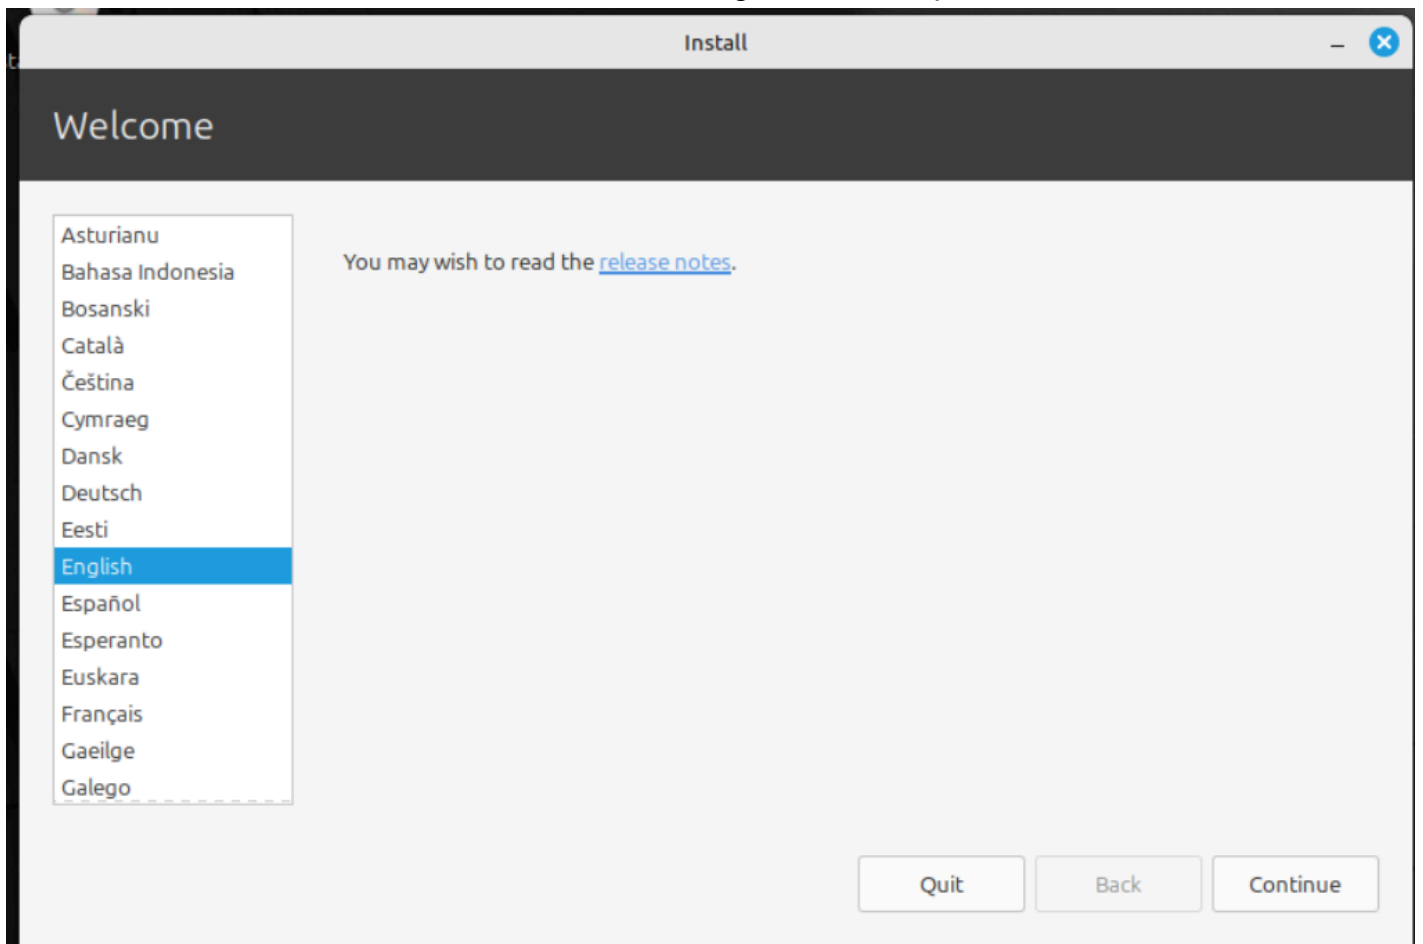 Install
Welcome
Asturianu
Bahasa Indonesia
Bosanski
Català
Čeština
Cymraeg
Dansk
Deutsch
Eesti
English
Español
Esperanto
Euskara
Français
Gaeilge
Galego
You may wish to read the release notes.
Quit
Back
Continue